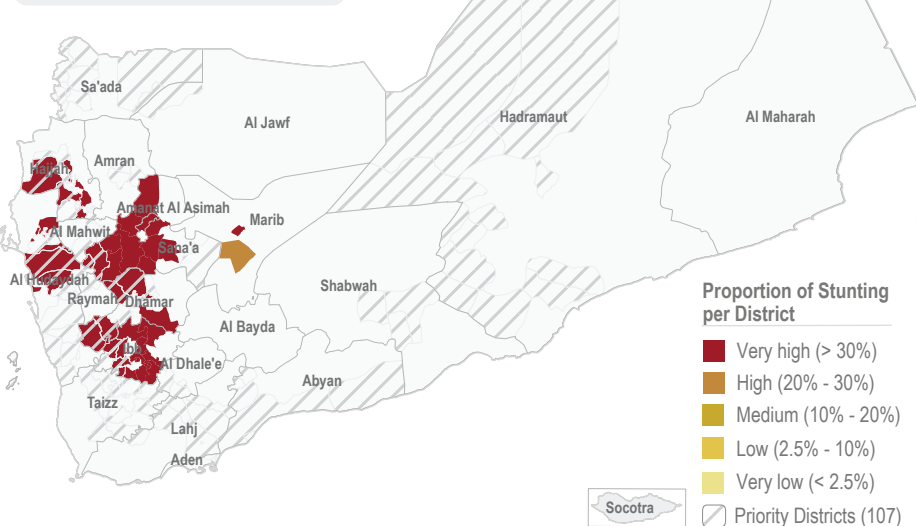 Sa'ada
Al Jawf
Hadramaut
Al Maharah
Amran
Hajjah
Amanat Al Asimah
Marib
Al Mahwit
Sana'a
Al Hudaydah
Shabwah
Raymah
Dhamar
Al Bayda
Ibb
Al Dhale'e
Abyan
Taizz
Lahj
Aden
Socotra
Proportion of Stunting
per District
Very high (> 30%)
High (20% - 30%)
Medium (10% - 20%)
Low (2.5% - 10%)
Very low (< 2.5%)
Priority Districts (107)